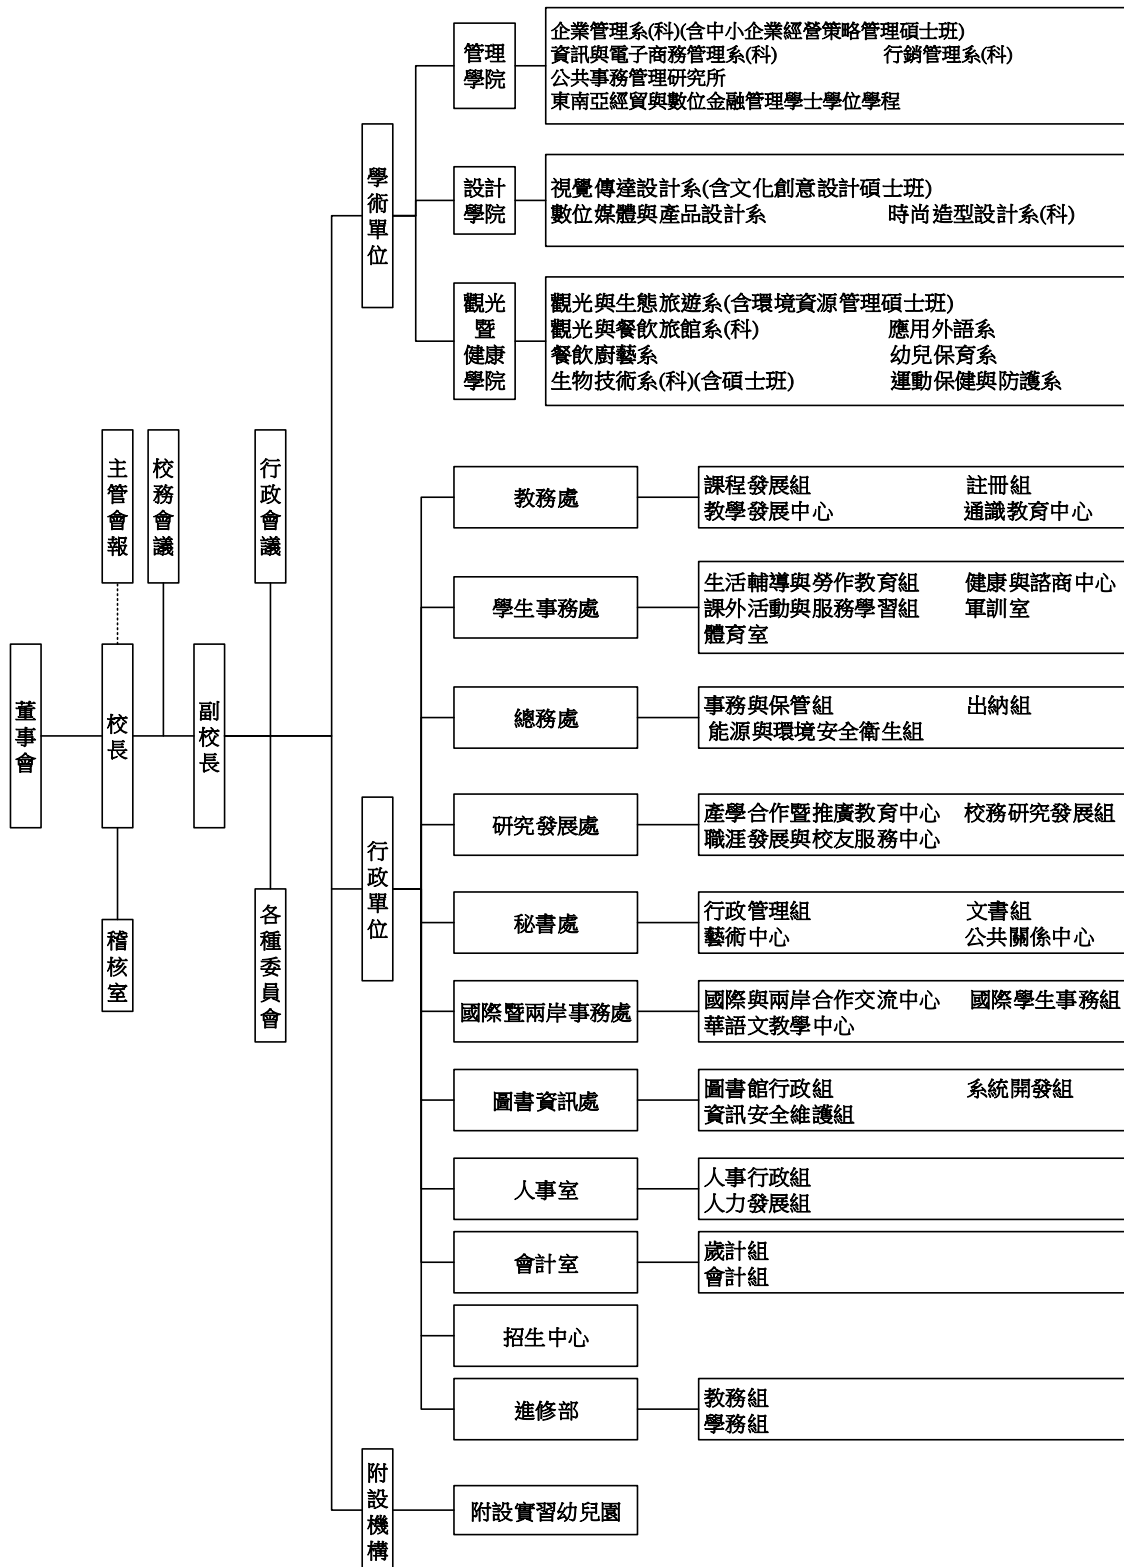 管理
學院
企業管理系(科)(含中小企業經營策略管理碩士班)
資訊與電子商務管理系(科) 行銷管理系(科)
公共事務管理研究所
東南亞經貿與數位金融管理學士學位學程
學術單位
設計
學院
視覺傳達設計系(含文化創意設計碩士班)
數位媒體與產品設計系 時尚造型設計系(科)
觀光
暨
健康
學院
觀光與生態旅遊系(含環境資源管理碩士班)
觀光與餐飲旅館系(科) 應用外語系
餐飲廚藝系 幼兒保育系
生物技術系(科)(含碩士班) 運動保健與防護系
主管會報
校務會議
行政會議
董事會
校長
副校長
稽核室
各種委員會
行政單位
教務處
課程發展組 註冊組
教學發展中心 通識教育中心
學生事務處
生活輔導與勞作教育組 健康與諮商中心
課外活動與服務學習組 軍訓室
體育室
總務處
事務與保管組 出納組
能源與環境安全衛生組
研究發展處
產學合作暨推廣教育中心 校務研究發展組
職涯發展與校友服務中心
秘書處
行政管理組 文書組
藝術中心 公共關係中心
國際暨兩岸事務處
國際與兩岸合作交流中心 國際學生事務組
華語文教學中心
圖書資訊處
圖書館行政組 系統開發組
資訊安全維護組
人事室
人事行政組
人力發展組
會計室
歲計組
會計組
招生中心
進修部
教務組
學務組
附設機構
附設實習幼兒園